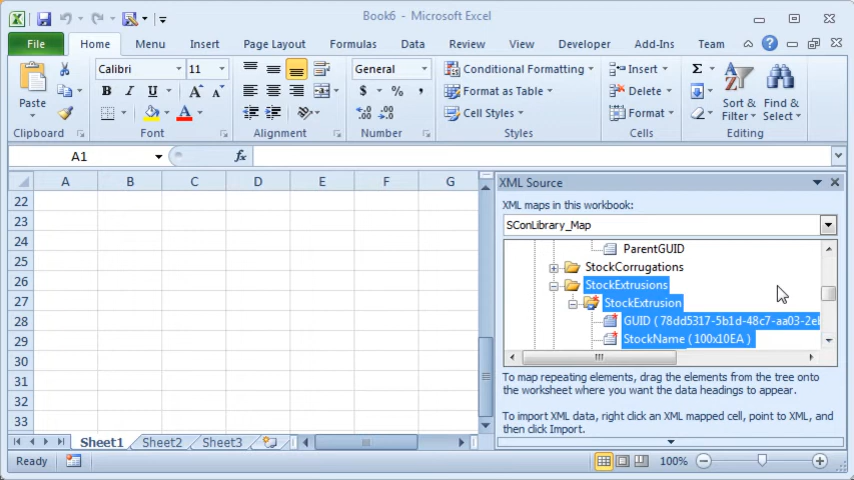 Book6 - Microsoft Excel
File Home Menu Insert Page Layout Formulas Data Review View Developer Add-Ins Team
Paste
Calibri 11
B I U
General
$ % ,
Conditional Formatting
Format as Table
Cell Styles
Insert
Delete
Format
Σ
Sort & Filter
Find & Select
Clipboard Font Alignment Number Styles Cells Editing
A1 fx
A B C D E F G
22
23
24
25
26
27
28
29
30
31
32
33
XML Source
XML maps in this workbook:
SConLibrary_Map
ParentGUID
StockCorrugations
StockExtrusions
StockExtrusion
GUID (78dd5317-5b1d-48c7-aa03-2e
StockName (100x10EA )
To map repeating elements, drag the elements from the tree onto
the worksheet where you want the data headings to appear.
To import XML data, right click an XML mapped cell, point to XML, and
then click Import.
Sheet1 Sheet2 Sheet3
Ready 100%